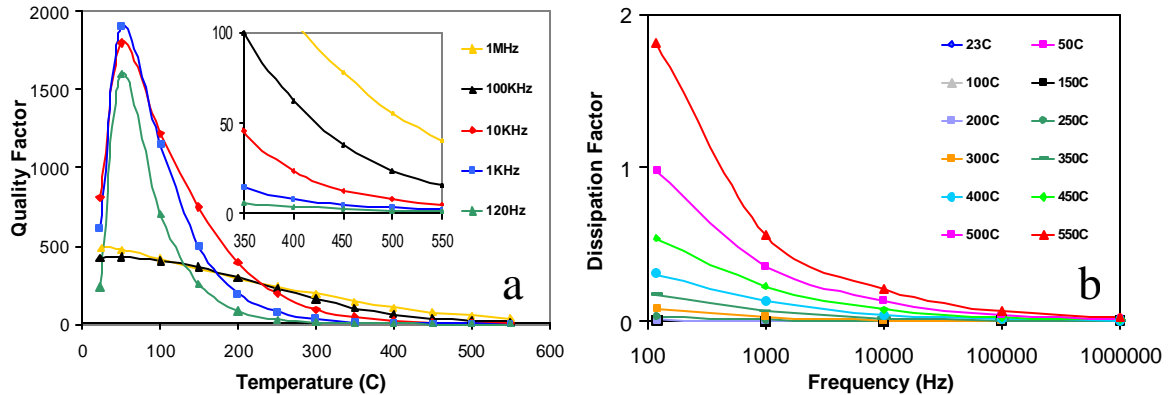 2000
1500
1000
500
0
Quality Factor
0 100 200 300 400 500 600
Temperature (C)
100
50
0
350 400 450 500 550
1MHz
100KHz
10KHz
1KHz
120Hz
a
2
1
0
Dissipation Factor
100 1000 10000 100000 1000000
Frequency (Hz)
23C 50C
100C 150C
200C 250C
300C 350C
400C 450C
500C 550C
b